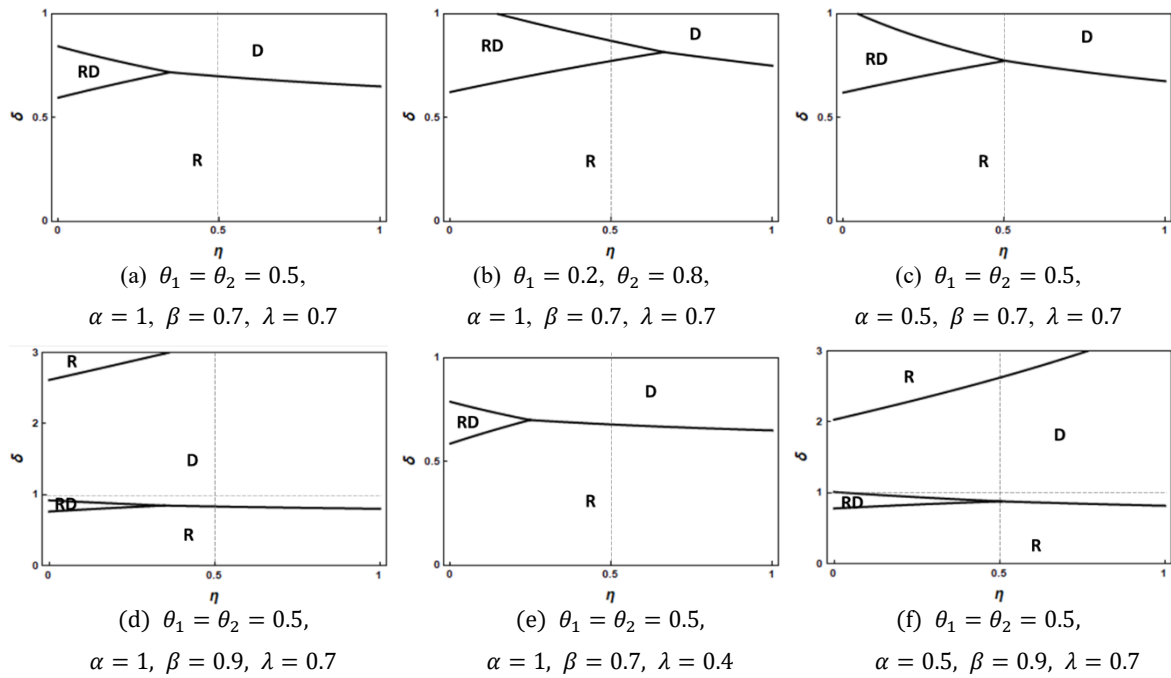 1
D
RD
δ
0.5
R
0
0
0.5
1
η
(a) θ₁ = θ₂ = 0.5,
α = 1, β = 0.7, λ = 0.7
1
D
RD
δ
0.5
R
0
0
0.5
1
η
(b) θ₁ = 0.2, θ₂ = 0.8,
α = 1, β = 0.7, λ = 0.7
1
D
RD
δ
0.5
R
0
0
0.5
1
η
(c) θ₁ = θ₂ = 0.5,
α = 0.5, β = 0.7, λ = 0.7
3
R
2
δ
D
1
RD
R
0
0
0.5
1
η
(d) θ₁ = θ₂ = 0.5,
α = 1, β = 0.9, λ = 0.7
1
D
RD
δ
0.5
R
0
0
0.5
1
η
(e) θ₁ = θ₂ = 0.5,
α = 1, β = 0.7, λ = 0.4
3
R
2
D
δ
1
RD
R
0
0
0.5
1
η
(f) θ₁ = θ₂ = 0.5,
α = 0.5, β = 0.9, λ = 0.7